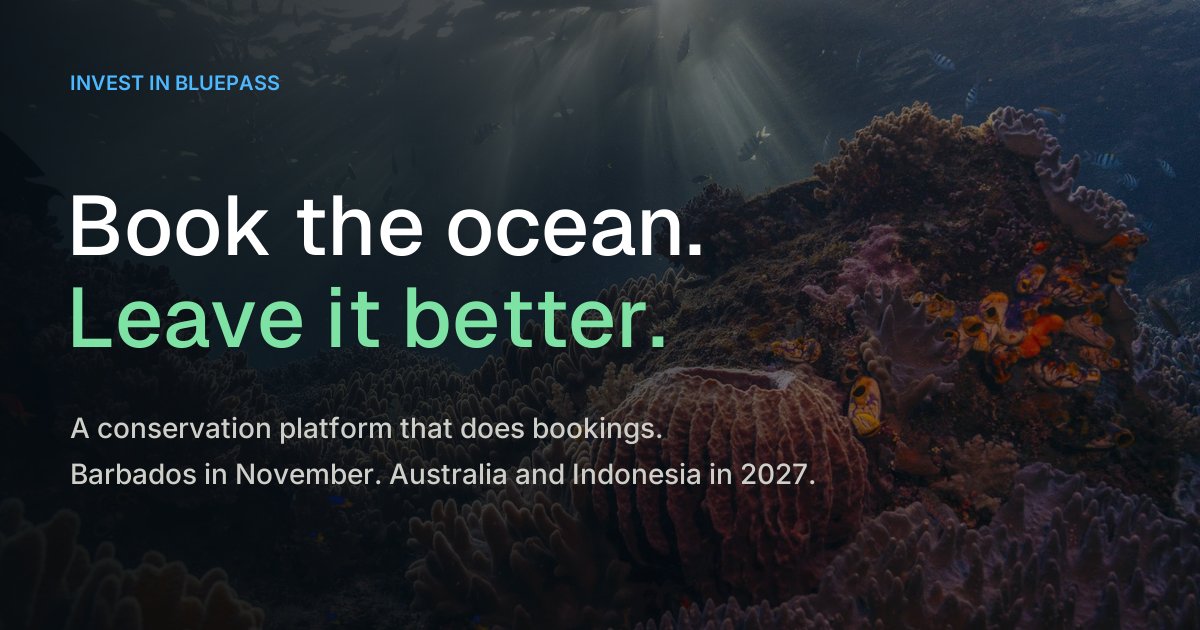 INVEST IN BLUEPASS
Book the ocean.
Leave it better.
A conservation platform that does bookings.
Barbados in November. Australia and Indonesia in 2027.